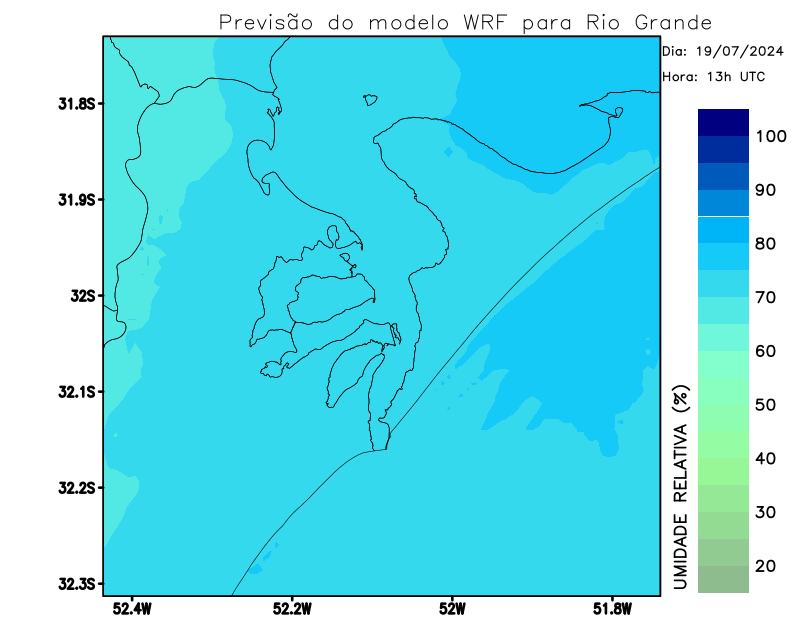 Previsão do modelo WRF para Rio Grande
Dia: 19/07/2024
Hora: 13h UTC
31.8S
31.9S
32S
32.1S
32.2S
32.3S
52.4W
52.2W
52W
51.8W
100
90
80
70
60
50
40
30
20
UMIDADE RELATIVA (%)